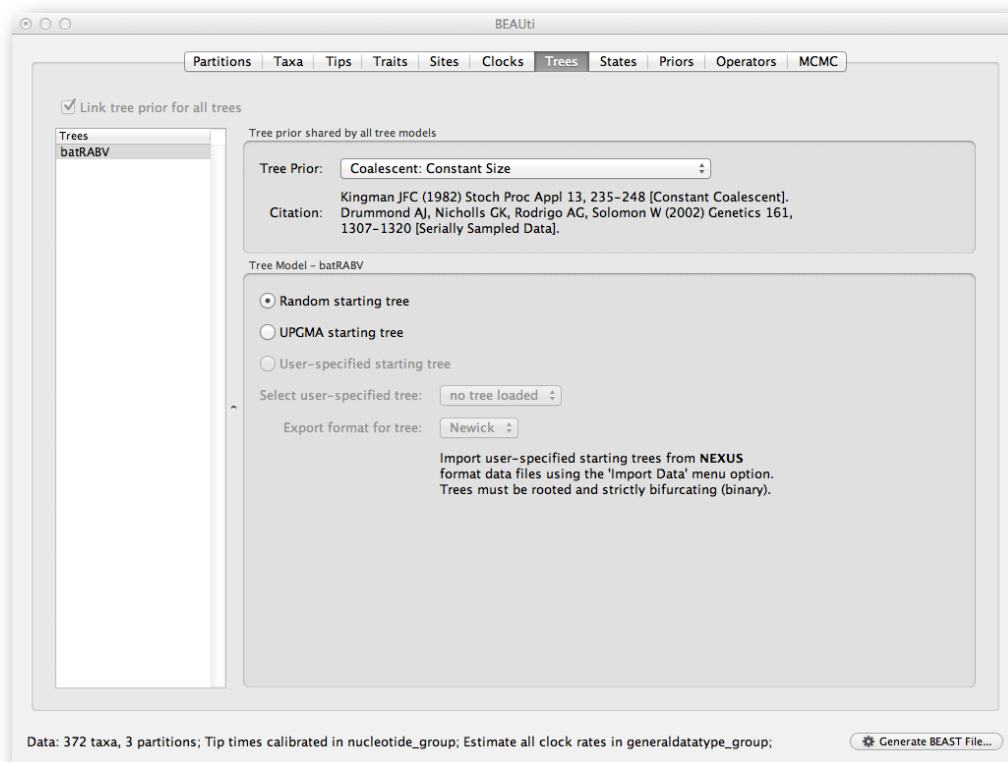 BEAUti
Partitions Taxa Tips Traits Sites Clocks Trees States Priors Operators MCMC
Link tree prior for all trees
Trees
batRABV
Tree prior shared by all tree models
Tree Prior: Coalescent: Constant Size
Kingman JFC (1982) Stoch Proc Appl 13, 235-248 [Constant Coalescent].
Citation: Drummond AJ, Nicholls GK, Rodrigo AG, Solomon W (2002) Genetics 161,
1307-1320 [Serially Sampled Data].
Tree Model - batRABV
Random starting tree
UPGMA starting tree
User-specified starting tree
Select user-specified tree: no tree loaded
Export format for tree: Newick
Import user-specified starting trees from NEXUS
format data files using the 'Import Data' menu option.
Trees must be rooted and strictly bifurcating (binary).
Data: 372 taxa, 3 partitions; Tip times calibrated in nucleotide_group; Estimate all clock rates in generaldatatype_group;
Generate BEAST File...